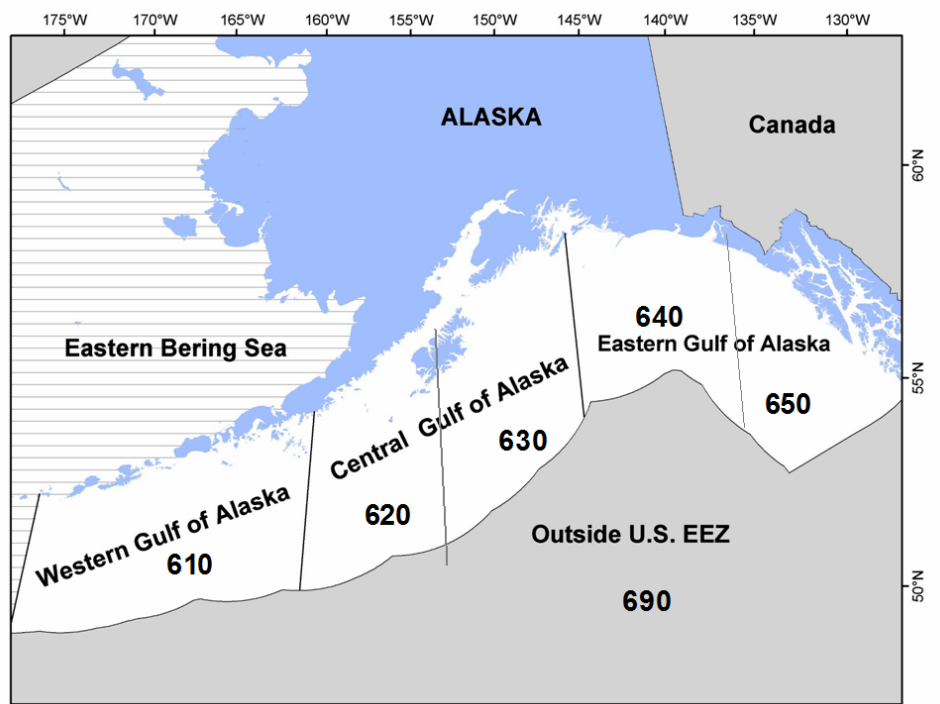 175°W 170°W 165°W 160°W 155°W 150°W 145°W 140°W 135°W 130°W
ALASKA
Canada
60°N
640
Eastern Bering Sea
Eastern Gulf of Alaska
55°N
Central Gulf of Alaska
650
630
620
Western Gulf of Alaska
610
Outside U.S. EEZ
50°N
690